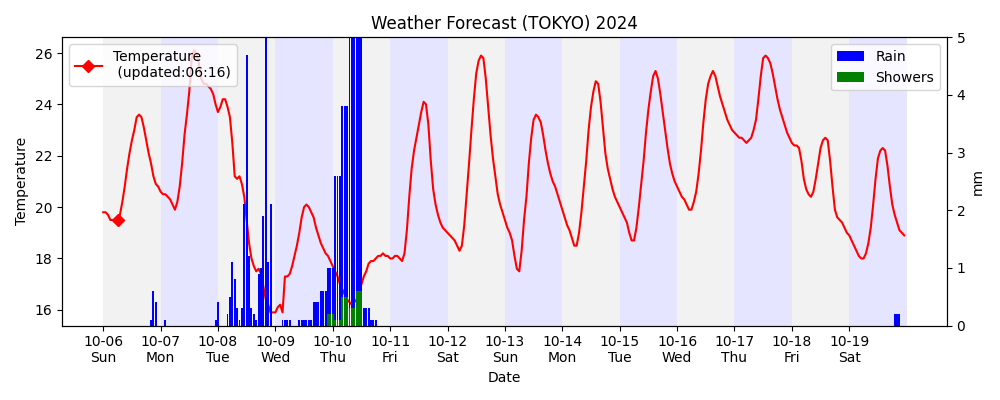 Weather Forecast (TOKYO) 2024
Temperature
(updated:06:16)
Rain
Showers
Temperature
26
24
22
20
18
16
5
4
3
2
1
0
mm
10-06 10-07 10-08 10-09 10-10 10-11 10-12 10-13 10-14 10-15 10-16 10-17 10-18 10-19
Sun Mon Tue Wed Thu Fri Sat Sun Mon Tue Wed Thu Fri Sat
Date